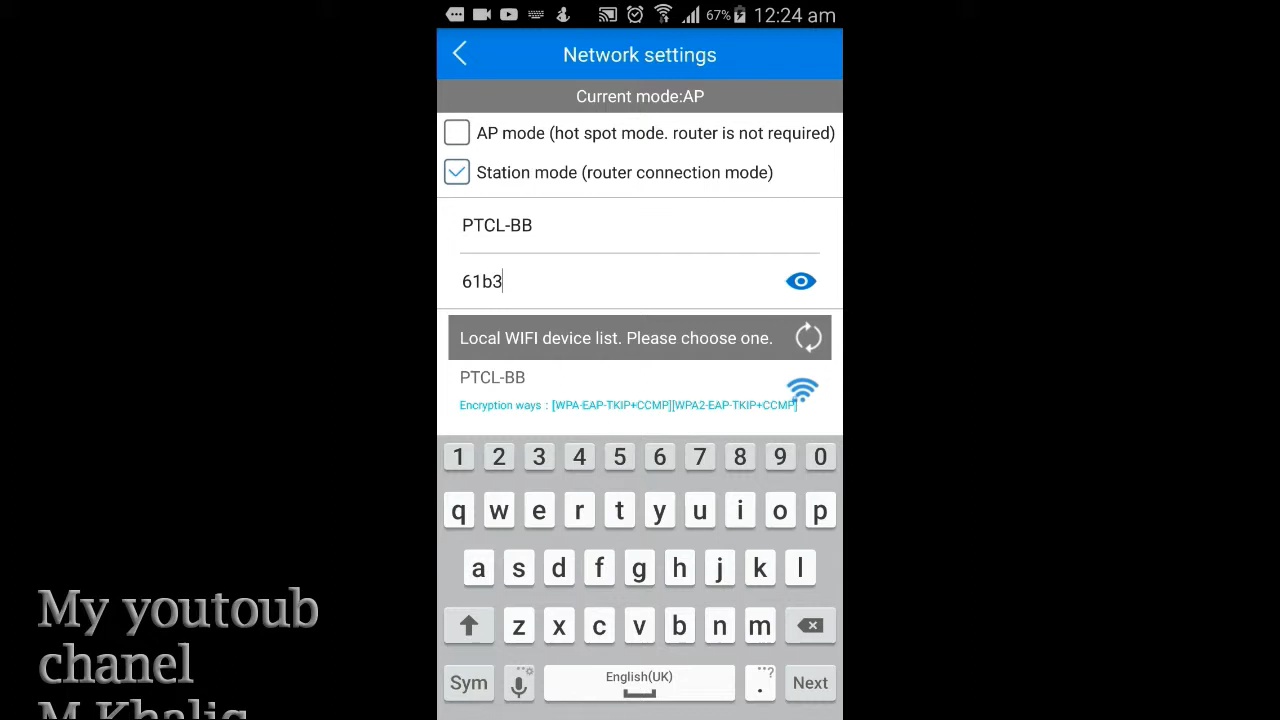 67% 12:24 am
Network settings
Current mode:AP
AP mode (hot spot mode. router is not required)
Station mode (router connection mode)
PTCL-BB
61b3
Local WIFI device list. Please choose one.
PTCL-BB
Encryption ways : [WPA-EAP-TKIP+CCMP][WPA2-EAP-TKIP+CCMP]
1 2 3 4 5 6 7 8 9 0
q w e r t y u i o p
a s d f g h j k l
z x c v b n m
Sym English(UK) . ...? Next
My youtoub
chanel
M Khaliq